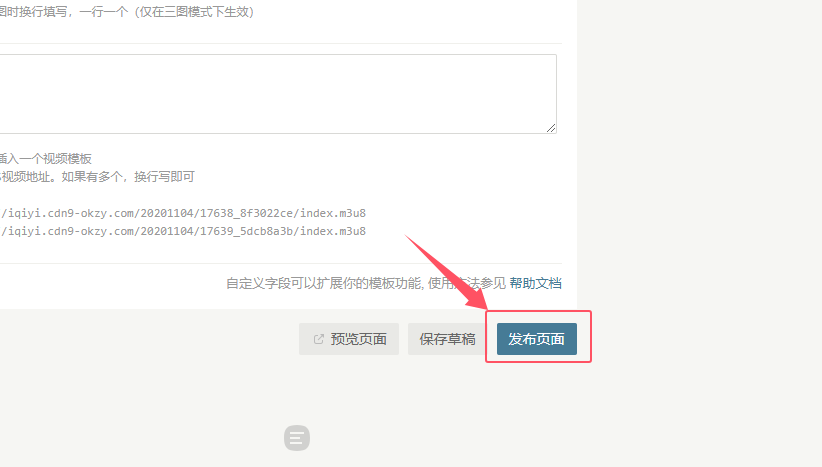 图时换行填写，一行一个（仅在三图模式下生效）
插入一个视频模板
视频地址。如果有多个，换行写即可
/iqiyi.cdn9-okzy.com/20201104/17638_8f3022ce/index.m3u8
/iqiyi.cdn9-okzy.com/20201104/17639_5dcb8a3b/index.m3u8
自定义字段可以扩展你的模板功能, 使用方法参见 帮助文档
预览页面 保存草稿 发布页面